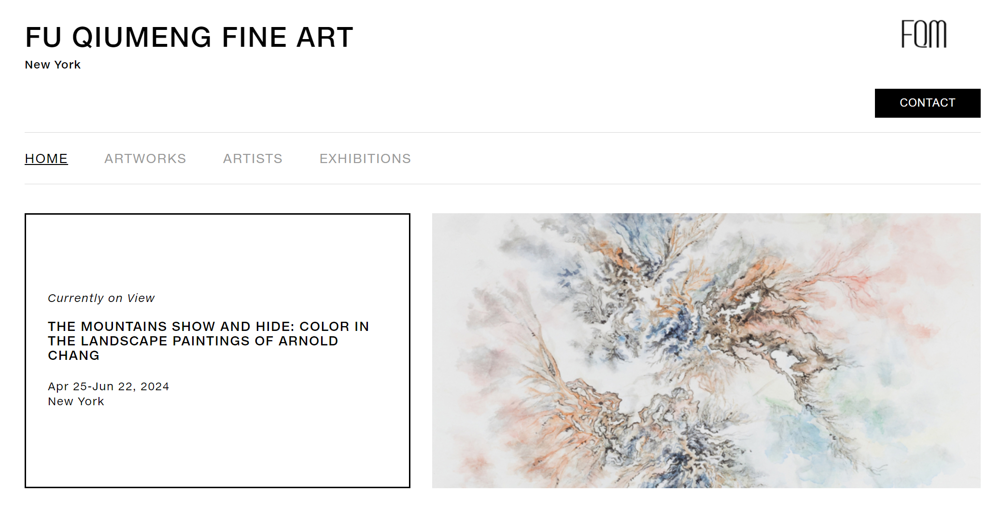 FU QIUMENG FINE ART
New York
FQM
CONTACT
HOME ARTWORKS ARTISTS EXHIBITIONS
Currently on View
THE MOUNTAINS SHOW AND HIDE: COLOR IN
THE LANDSCAPE PAINTINGS OF ARNOLD
CHANG
Apr 25-Jun 22, 2024
New York